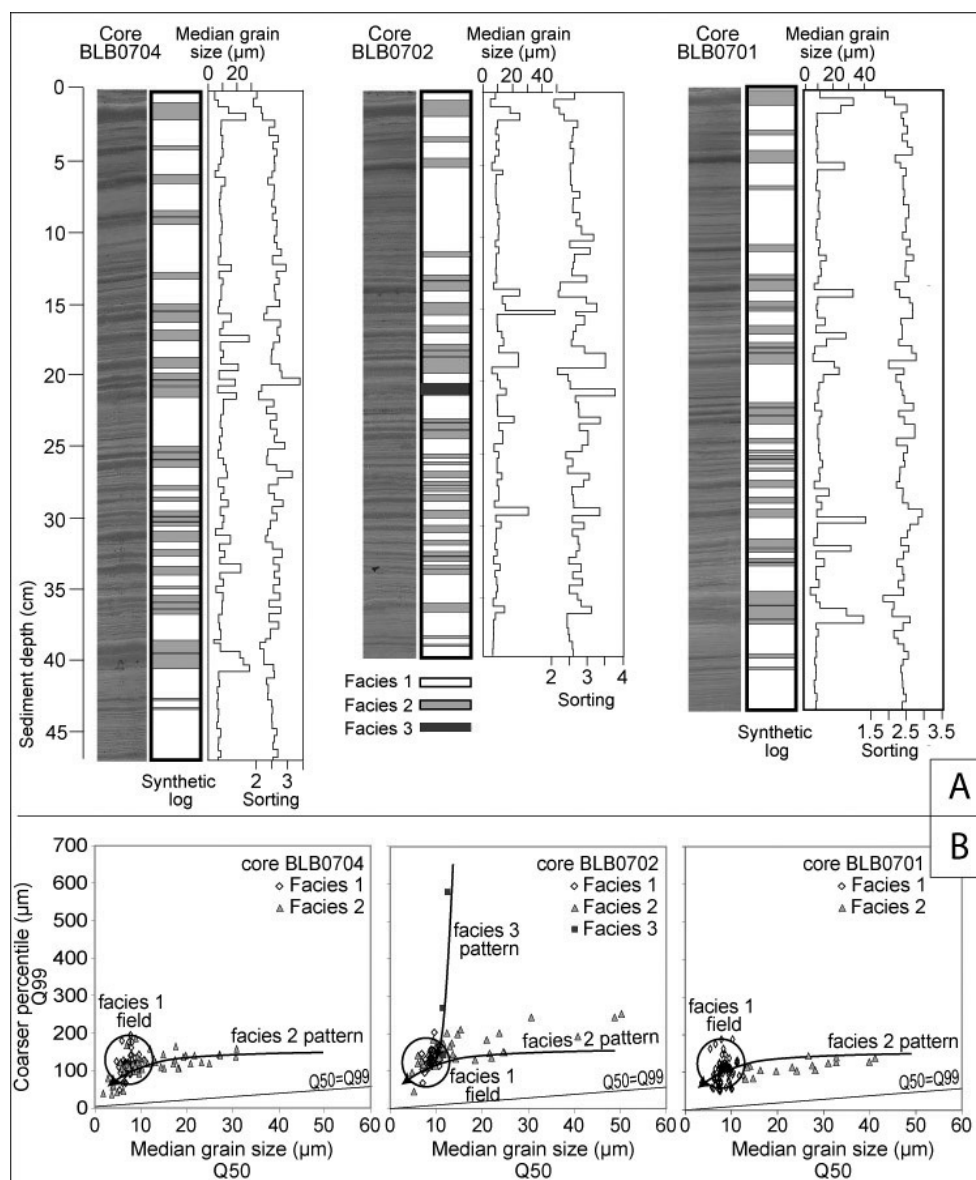 Core
BLB0704
Median grain
size (µm)
0 20
Core
BLB0702
Median grain
size (µm)
0 20 40
Core
BLB0701
Median grain
size (µm)
0 20 40
Sediment depth (cm)
0
5
10
15
20
25
30
35
40
45
Synthetic
log
2 3
Sorting
Facies 1
Facies 2
Facies 3
2 3 4
Sorting
Synthetic
log
1.5 2.5 3.5
Sorting
A
B
Coarser percentile (µm)
Q99
700
600
500
400
300
200
100
0
core BLB0704
Facies 1
Facies 2
facies 1
field
facies 2 pattern
Q50=Q99
0 10 20 30 40 50 60
Median grain size (µm)
Q50
core BLB0702
Facies 1
Facies 2
Facies 3
facies 3
pattern
facies 2 pattern
facies 1
field
Q50=Q99
0 10 20 30 40 50 60
Median grain size (µm)
Q50
core BLB0701
Facies 1
Facies 2
facies 1
field
facies 2 pattern
Q50=Q99
0 10 20 30 40 50 60
Median grain size (µm)
Q50